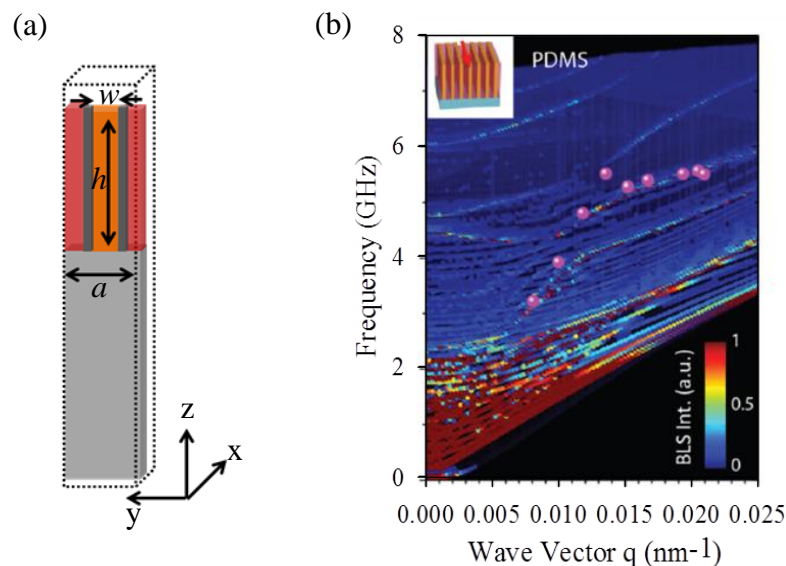 (a)
w
h
a
z
x
y
(b)
PDMS
Frequency (GHz)
8
6
4
2
0
BLS Int. (a.u.)
1
0.5
0
0.000 0.005 0.010 0.015 0.020 0.025
Wave Vector q (nm-1)